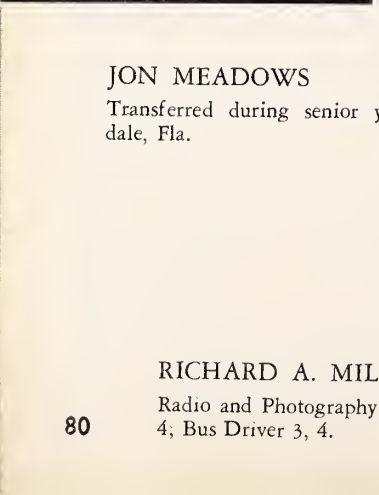 JON MEADOWS
Transferred during senior
dale, Fla.
RICHARD A. MIL
Radio and Photography
80 4; Bus Driver 3, 4.